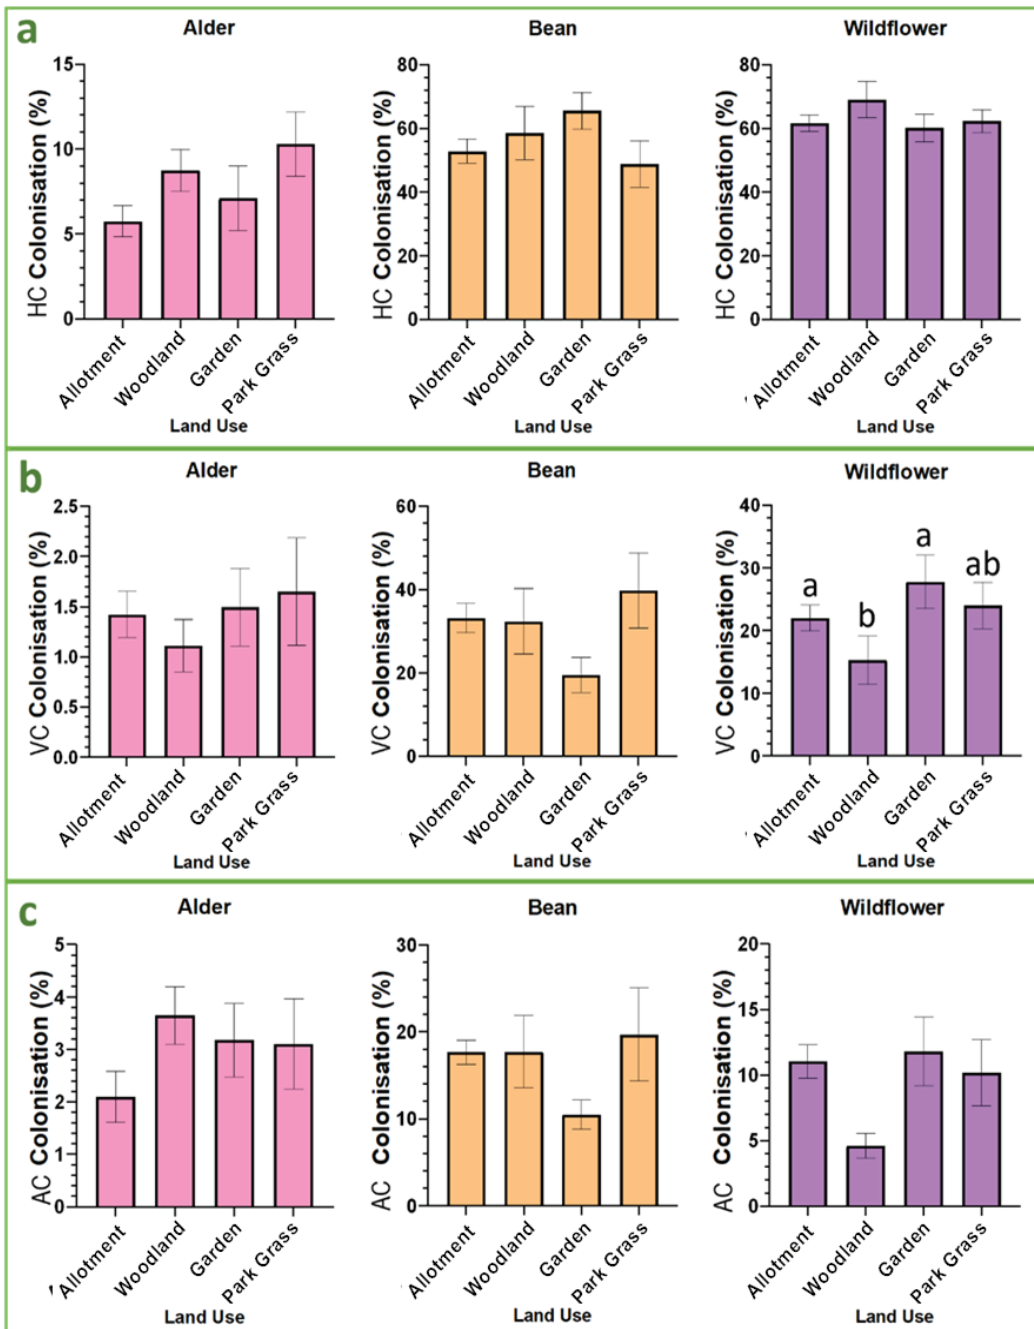 a
Alder
Bean
Wildflower
HC Colonisation (%)
15
10
5
0
Allotment
Woodland
Garden
Park Grass
Land Use
HC Colonisation (%)
80
60
40
20
0
Allotment
Woodland
Garden
Park Grass
Land Use
HC Colonisation (%)
80
60
40
20
0
Allotment
Woodland
Garden
Park Grass
Land Use
b
Alder
Bean
Wildflower
VC Colonisation (%)
2.5
2.0
1.5
1.0
0.5
0.0
Allotment
Woodland
Garden
Park Grass
Land Use
VC Colonisation (%)
60
40
20
0
Allotment
Woodland
Garden
Park Grass
Land Use
VC Colonisation (%)
40
30
20
10
0
a
b
a
ab
Allotment
Woodland
Garden
Park Grass
Land Use
c
Alder
Bean
Wildflower
AC Colonisation (%)
5
4
3
2
1
0
Allotment
Woodland
Garden
Park Grass
Land Use
AC Colonisation (%)
30
20
10
0
Allotment
Woodland
Garden
Park Grass
Land Use
AC Colonisation (%)
20
15
10
5
0
Allotment
Woodland
Garden
Park Grass
Land Use